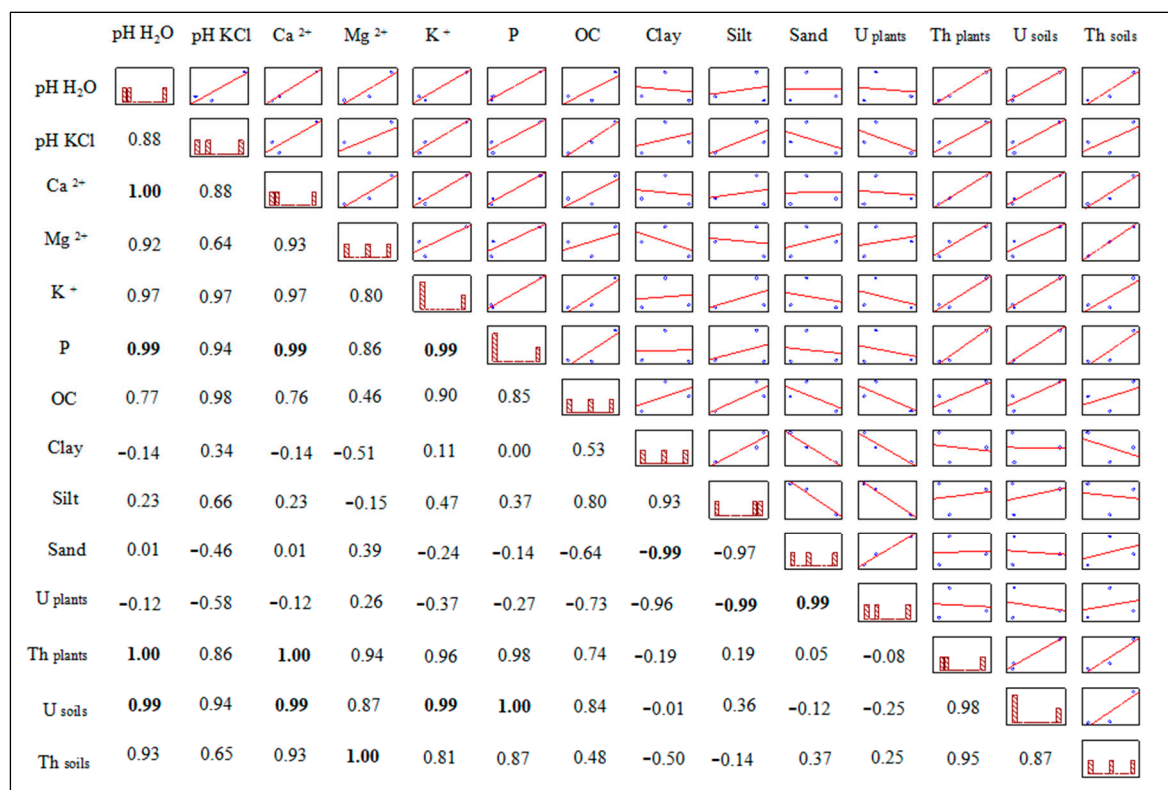 pH H₂O pH KCl Ca ²⁺ Mg ²⁺ K ⁺ P OC Clay Silt Sand U plants Th plants U soils Th soils
pH H₂O
pH KCl 0.88
Ca ²⁺ 1.00 0.88
Mg ²⁺ 0.92 0.64 0.93
K ⁺ 0.97 0.97 0.97 0.80
P 0.99 0.94 0.99 0.86 0.99
OC 0.77 0.98 0.76 0.46 0.90 0.85
Clay −0.14 0.34 −0.14 −0.51 0.11 0.00 0.53
Silt 0.23 0.66 0.23 −0.15 0.47 0.37 0.80 0.93
Sand 0.01 −0.46 0.01 0.39 −0.24 −0.14 −0.64 −0.99 −0.97
U plants −0.12 −0.58 −0.12 0.26 −0.37 −0.27 −0.73 −0.96 −0.99 0.99
Th plants 1.00 0.86 1.00 0.94 0.96 0.98 0.74 −0.19 0.19 0.05 −0.08
U soils 0.99 0.94 0.99 0.87 0.99 1.00 0.84 −0.01 0.36 −0.12 −0.25 0.98
Th soils 0.93 0.65 0.93 1.00 0.81 0.87 0.48 −0.50 −0.14 0.37 0.25 0.95 0.87